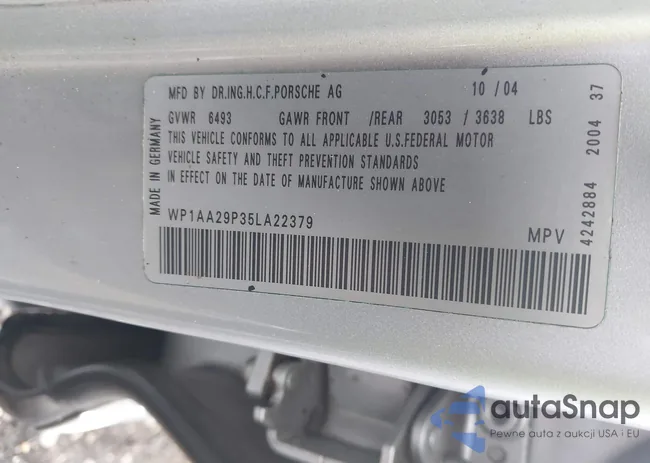 MFD BY DR.ING.H.C.F.PORSCHE AG 10/04
GVWR 6493 GAWR FRONT /REAR 3053 / 3638 LBS
THIS VEHICLE CONFORMS TO ALL APPLICABLE U.S.FEDERAL MOTOR
VEHICLE SAFETY AND THEFT PREVENTION STANDARDS
IN EFFECT ON THE DATE OF MANUFACTURE SHOWN ABOVE
WP1AA29P35LA22379
MPV
MADE IN GERMANY
4242884 2004 37
autoSnap
Pewne auta z aukcji USA i EU